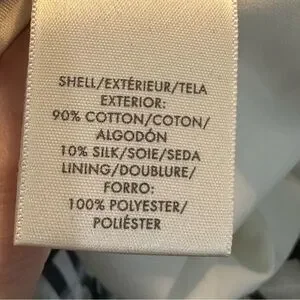 SHELL/EXTÉRIEUR/TELA
EXTERIOR:
90% COTTON/COTON/
ALGODÓN
10% SILK/SOIE/SEDA
LINING/DOUBLURE/
FORRO:
100% POLYESTER/
POLIÉSTER